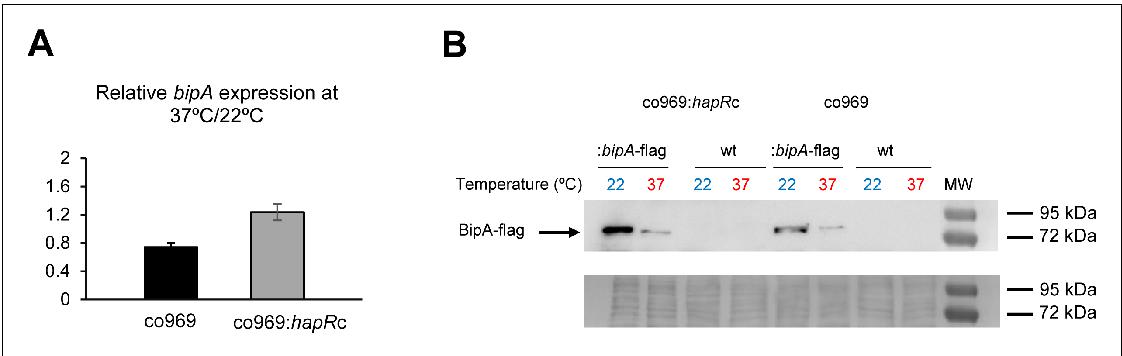 A
Relative bipA expression at
37ºC/22ºC
2
1.6
1.2
0.8
0.4
0
co969
co969:hapRc
B
co969:hapRc co969
:bipA-flag wt :bipA-flag wt
Temperature (ºC) 22 37 22 37 22 37 22 37 MW
BipA-flag
95 kDa
72 kDa
95 kDa
72 kDa